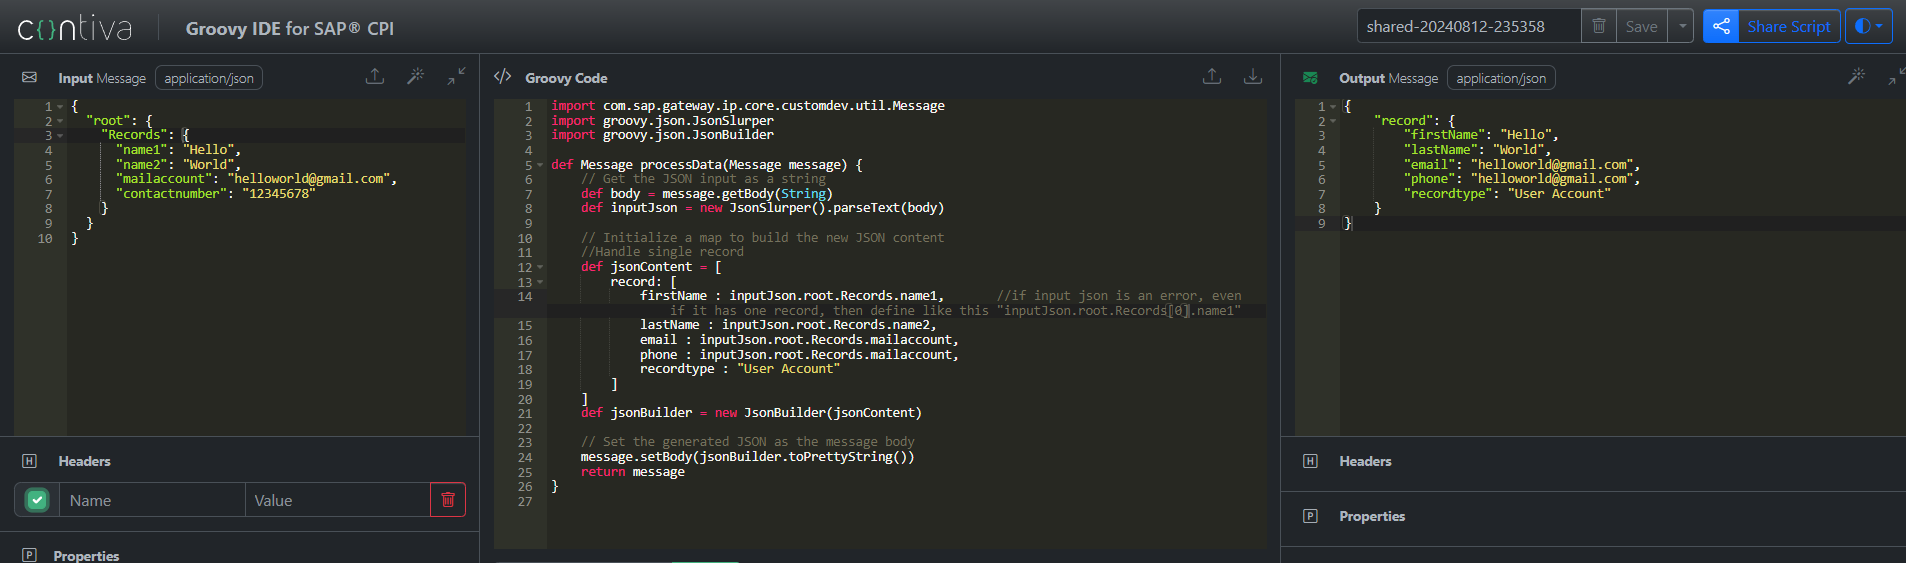 c{}ntiva
Groovy IDE for SAP® CPI
shared-20240812-235358
Save
Share Script
Input Message application/json
1 {
2 "root": {
3 "Records": {
4 "name1": "Hello",
5 "name2": "World",
6 "mailaccount": "helloworld@gmail.com",
7 "contactnumber": "12345678"
8 }
9 }
10 }
H Headers
Name Value
P Properties
</> Groovy Code
1 import com.sap.gateway.ip.core.customdev.util.Message
2 import groovy.json.JsonSlurper
3 import groovy.json.JsonBuilder
4
5 def Message processData(Message message) {
6 // Get the JSON input as a string
7 def body = message.getBody(String)
8 def inputJson = new JsonSlurper().parseText(body)
9
10 // Initialize a map to build the new JSON content
11 //Handle single record
12 def jsonContent = [
13 record: [
14 firstName : inputJson.root.Records.name1, //if input json is an error, even
if it has one record, then define like this "inputJson.root.Records[0].name1"
15 lastName : inputJson.root.Records.name2,
16 email : inputJson.root.Records.mailaccount,
17 phone : inputJson.root.Records.mailaccount,
18 recordtype : "User Account"
19 ]
20 ]
21 def jsonBuilder = new JsonBuilder(jsonContent)
22
23 // Set the generated JSON as the message body
24 message.setBody(jsonBuilder.toPrettyString())
25 return message
26 }
27
Output Message application/json
1 {
2 "record": {
3 "firstName": "Hello",
4 "lastName": "World",
5 "email": "helloworld@gmail.com",
6 "phone": "helloworld@gmail.com",
7 "recordtype": "User Account"
8 }
9 }
H Headers
P Properties